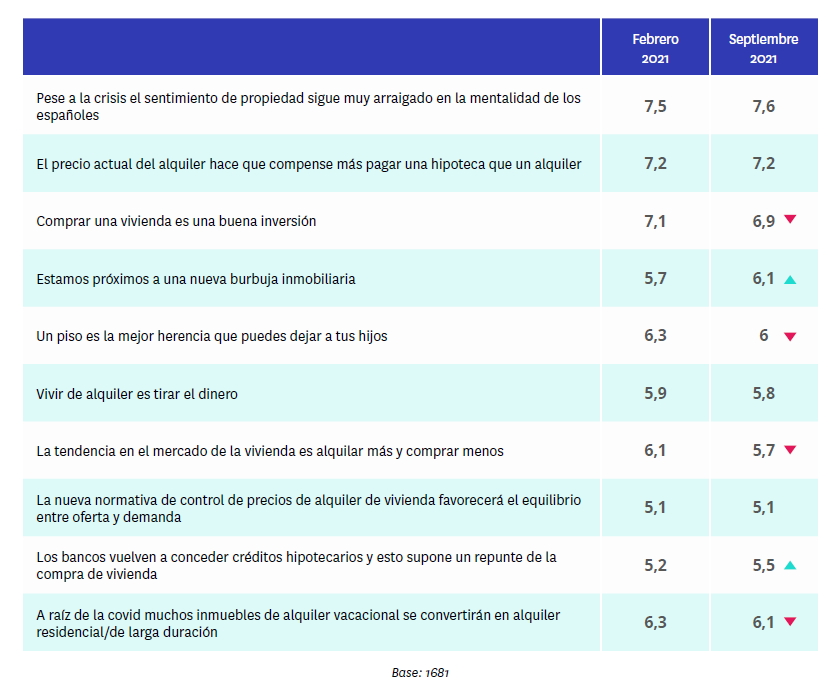 Febrero
2021
Septiembre
2021
Pese a la crisis el sentimiento de propiedad sigue muy arraigado en la mentalidad de los
españoles
7,5
7,6
El precio actual del alquiler hace que compense más pagar una hipoteca que un alquiler
7,2
7,2
Comprar una vivienda es una buena inversión
7,1
6,9
Estamos próximos a una nueva burbuja inmobiliaria
5,7
6,1
Un piso es la mejor herencia que puedes dejar a tus hijos
6,3
6
Vivir de alquiler es tirar el dinero
5,9
5,8
La tendencia en el mercado de la vivienda es alquilar más y comprar menos
6,1
5,7
La nueva normativa de control de precios de alquiler de vivienda favorecerá el equilibrio
entre oferta y demanda
5,1
5,1
Los bancos vuelven a conceder créditos hipotecarios y esto supone un repunte de la
compra de vivienda
5,2
5,5
A raíz de la covid muchos inmuebles de alquiler vacacional se convertirán en alquiler
residencial/de larga duración
6,3
6,1
Base: 1681